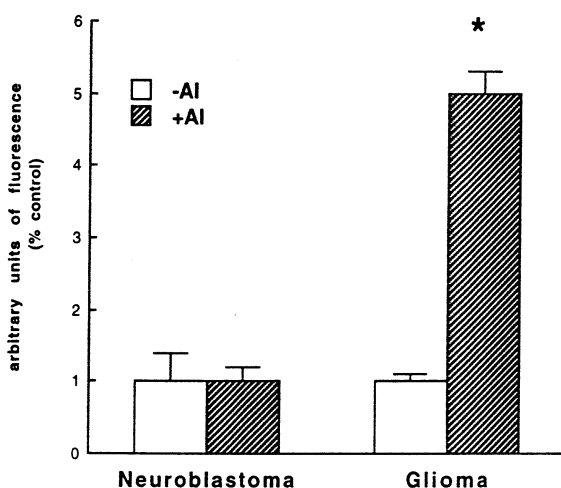 6
*
5
-Al
+Al
4
3
2
1
0
arbitrary units of fluorescence
(% control)
Neuroblastoma Glioma